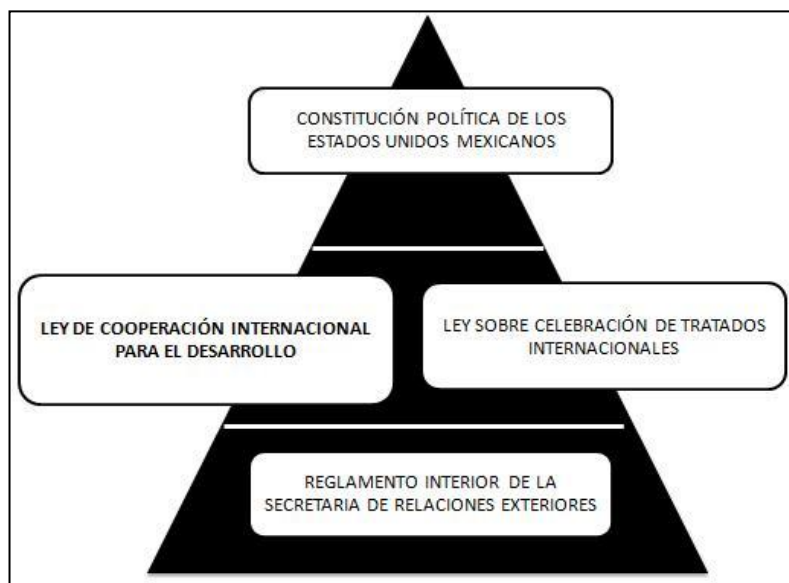 CONSTITUCIÓN POLÍTICA DE LOS
ESTADOS UNIDOS MEXICANOS
LEY DE COOPERACIÓN INTERNACIONAL
PARA EL DESARROLLO
LEY SOBRE CELEBRACIÓN DE TRATADOS
INTERNACIONALES
REGLAMENTO INTERIOR DE LA
SECRETARIA DE RELACIONES EXTERIORES